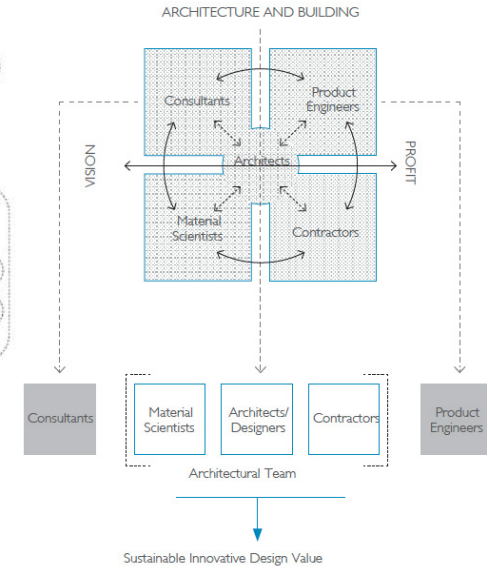 ARCHITECTURE AND BUILDING
Consultants
Product
Engineers
VISION
Architects
PROFIT
Material
Scientists
Contractors
Consultants
Material
Scientists
Architects/
Designers
Contractors
Product
Engineers
Architectural Team
Sustainable Innovative Design Value